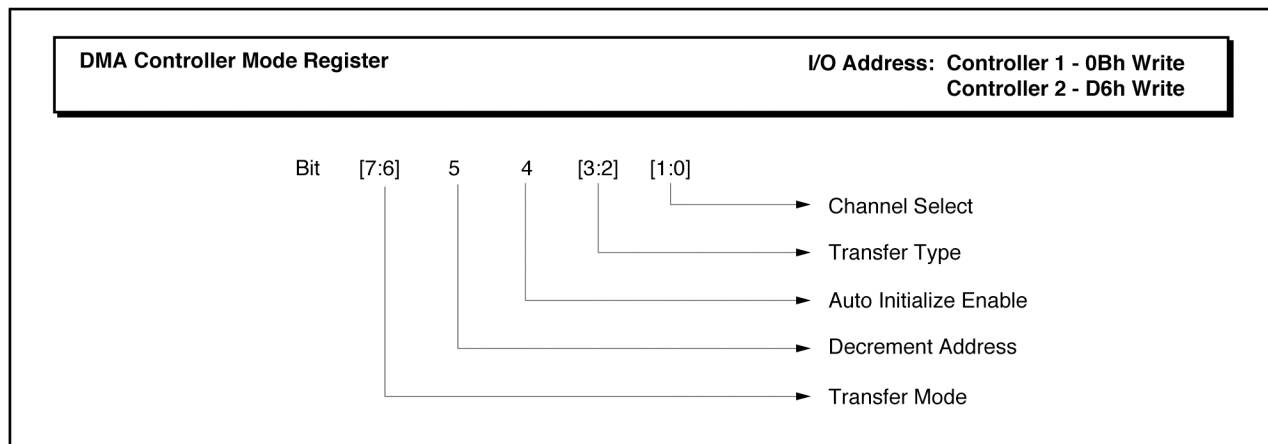 DMA Controller Mode Register
I/O Address: Controller 1 - 0Bh Write
Controller 2 - D6h Write
Bit [7:6] 5 4 [3:2] [1:0]
Channel Select
Transfer Type
Auto Initialize Enable
Decrement Address
Transfer Mode